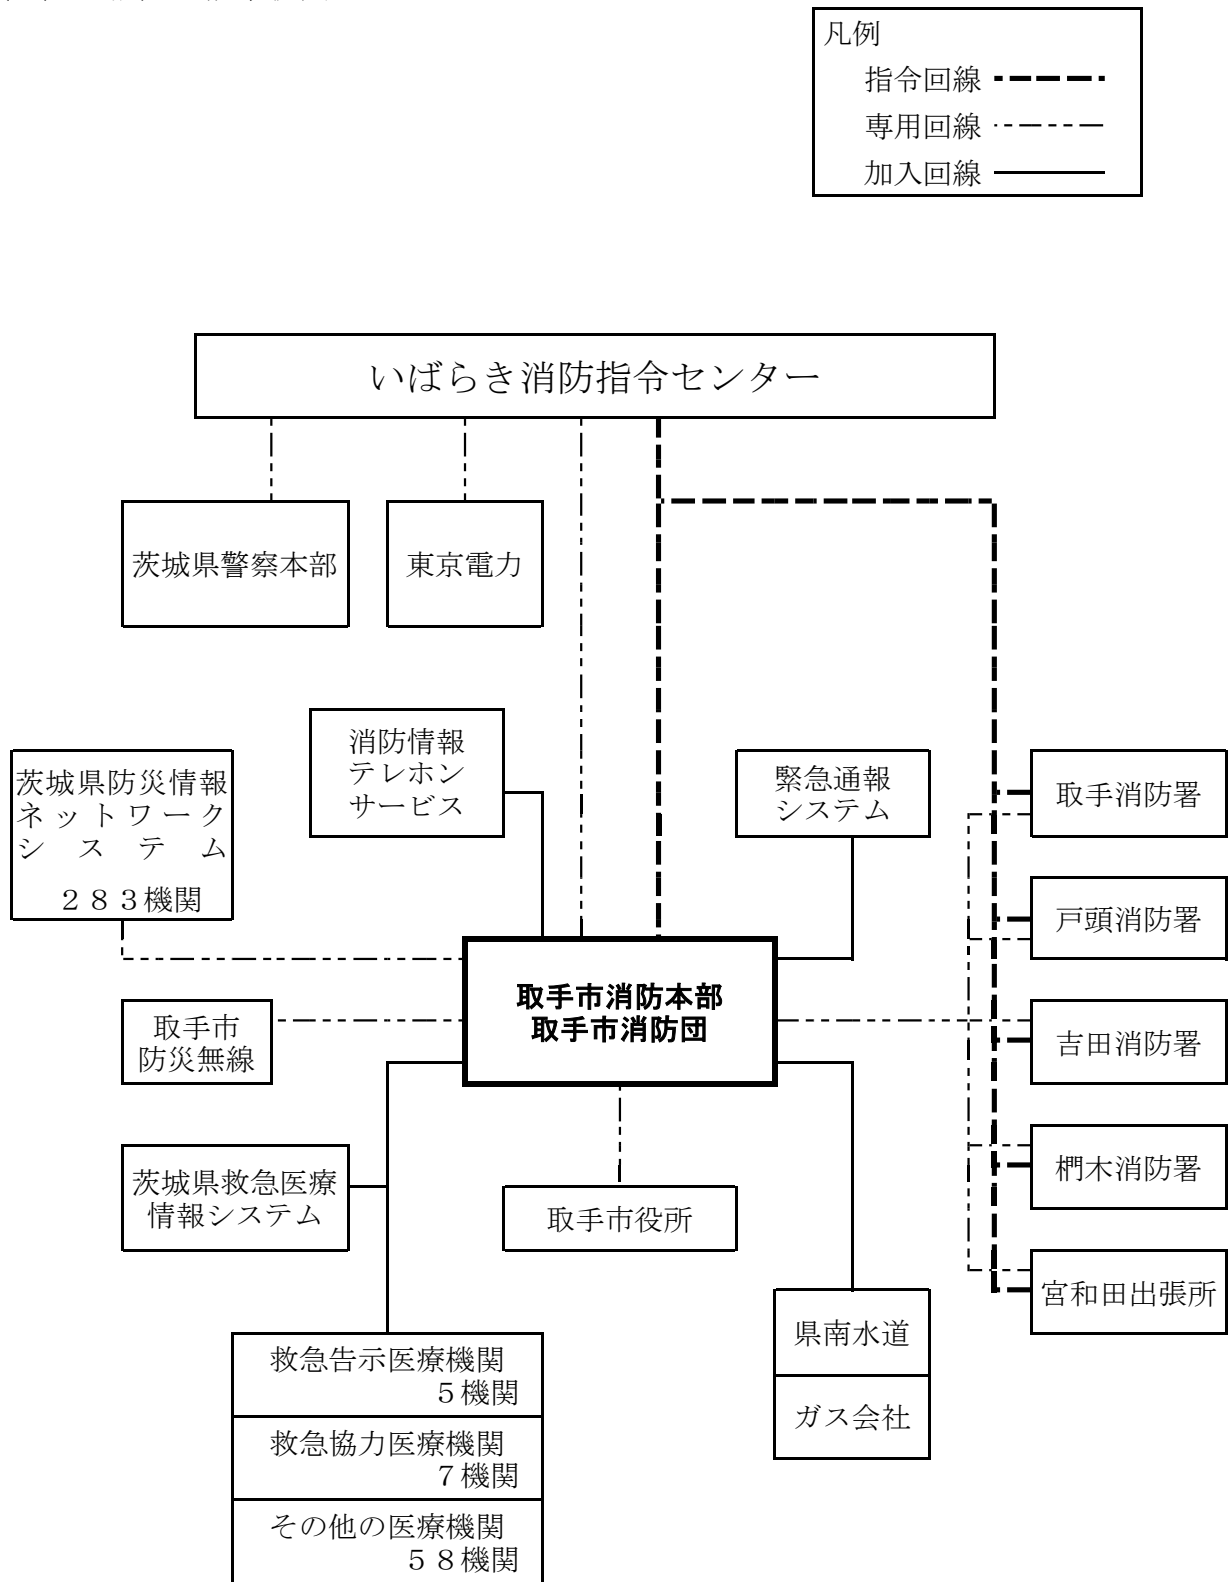 凡例
指令回線
専用回線
加入回線
いばらき消防指令センター
茨城県警察本部
東京電力
消防情報
テレホン
サービス
緊急通報
システム
茨城県防災情報
ネットワーク
システム
２８３機関
取手消防署
戸頭消防署
取手市消防本部
取手市消防団
取手市
防災無線
吉田消防署
椚木消防署
茨城県救急医療
情報システム
取手市役所
宮和田出張所
県南水道
ガス会社
救急告示医療機関
５機関
救急協力医療機関
７機関
その他の医療機関
５８機関